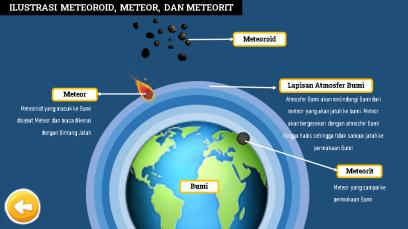 ILUSTRASI METEOROID, METEOR, DAN METEORIT
Meteoroid
Meteor
Meteoroid yang masuk ke Bumi
disebut Meteor dan biasa dikenal
dengan Bintang Jatuh
Lapisan Atmosfer Bumi
Atmosfer Bumi akan melindungi Bumi dari
meteor yang akan jatuh ke bumi. Meteor
akan bergesekan dengan atmosfer Bumi
hingga habis sehingga tidak sampai jatuh ke
permukaan Bumi
Meteorit
Meteor yang sampai ke
permukaan Bumi
Bumi